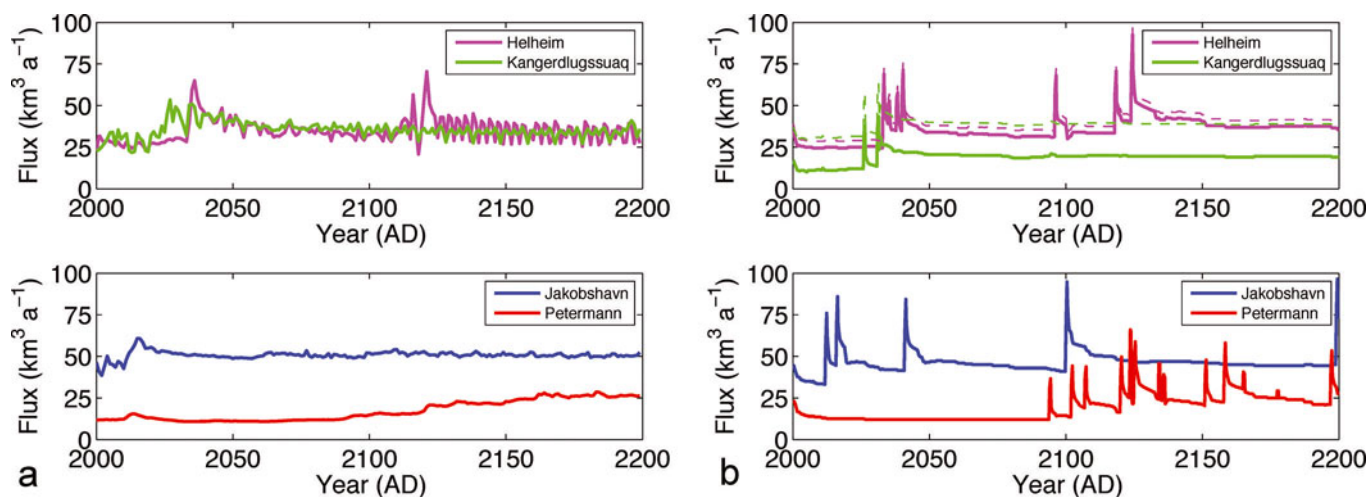 100
75
50
25
0
Flux (km³ a⁻¹)
Helheim
Kangerdlugssuaq
2000 2050 2100 2150 2200
Year (AD)
100
75
50
25
0
Flux (km³ a⁻¹)
Jakobshavn
Petermann
2000 2050 2100 2150 2200
Year (AD)
a
100
75
50
25
0
Flux (km³ a⁻¹)
Helheim
Kangerdlugssuaq
2000 2050 2100 2150 2200
Year (AD)
100
75
50
25
0
Flux (km³ a⁻¹)
Jakobshavn
Petermann
2000 2050 2100 2150 2200
Year (AD)
b